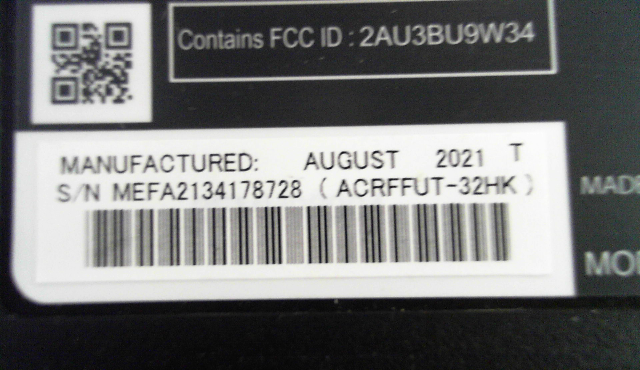 Contains FCC ID : 2AU3BU9W34
MANUFACTURED: AUGUST 2021 T
S/N MEFA2134178728 ( ACRFFUT-32HK )